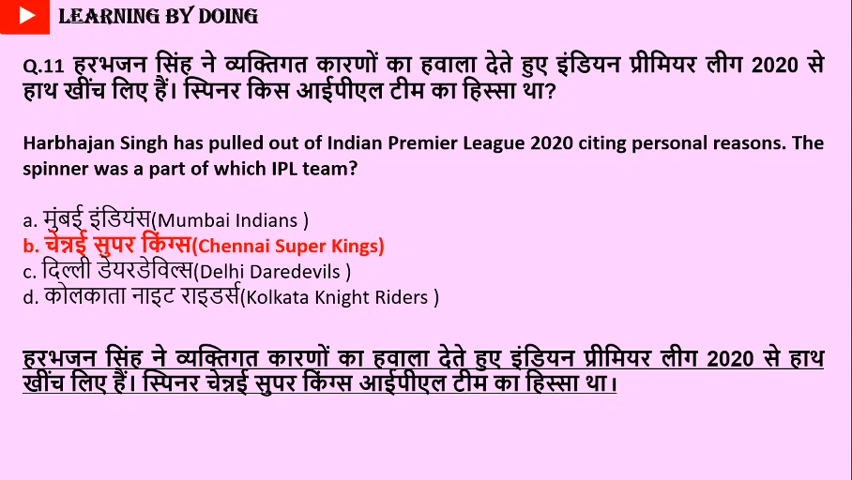 LEARNING BY DOING
Q.11 हरभजन सिंह ने व्यक्तिगत कारणों का हवाला देते हुए इंडियन प्रीमियर लीग 2020 से
हाथ खींच लिए हैं। स्पिनर किस आईपीएल टीम का हिस्सा था?
Harbhajan Singh has pulled out of Indian Premier League 2020 citing personal reasons. The
spinner was a part of which IPL team?
a. मुंबई इंडियंस(Mumbai Indians )
b. चेन्नई सुपर किंग्स(Chennai Super Kings)
c. दिल्ली डेयरडेविल्स(Delhi Daredevils )
d. कोलकाता नाइट राइडर्स(Kolkata Knight Riders )
हरभजन सिंह ने व्यक्तिगत कारणों का हवाला देते हुए इंडियन प्रीमियर लीग 2020 से हाथ
खींच लिए हैं। स्पिनर चेन्नई सुपर किंग्स आईपीएल टीम का हिस्सा था।